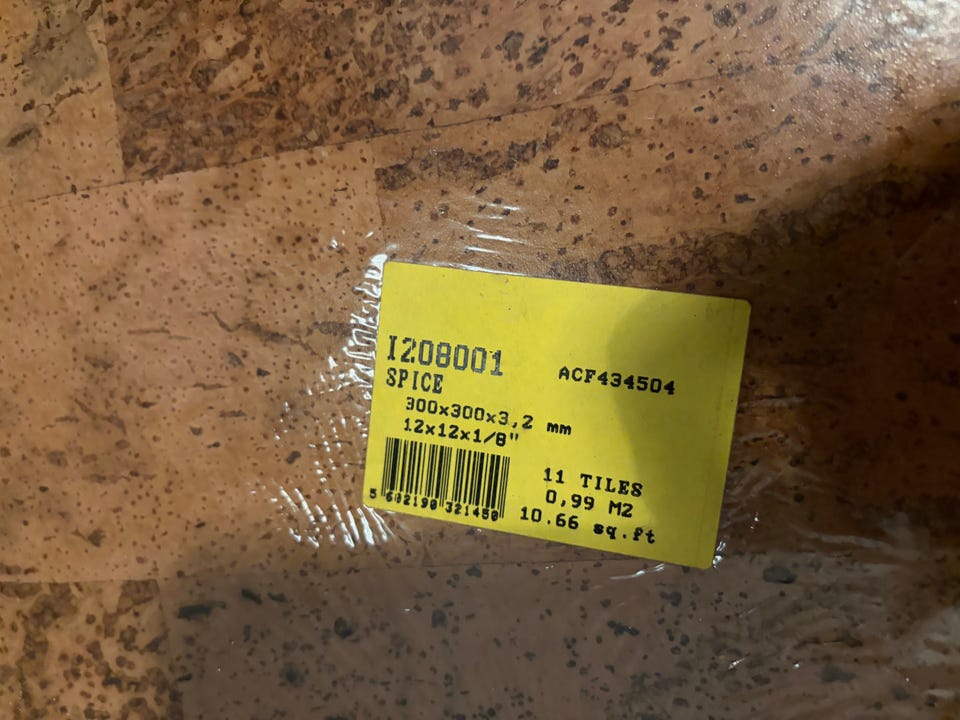 I208001 ACF434504
SPICE
300x300x3,2 mm
12x12x1/8"
11 TILES
0,99 M2
10.66 sq.ft
5 602190 321450